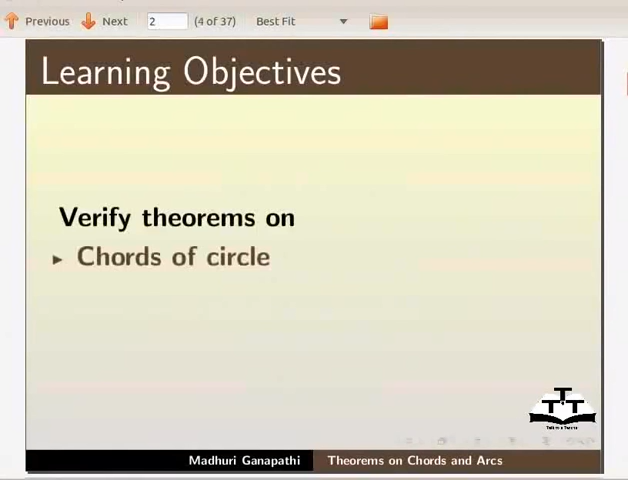 Previous Next 2 (4 of 37) Best Fit
Learning Objectives
Verify theorems on
▸ Chords of circle
TTT
Madhuri Ganapathi Theorems on Chords and Arcs